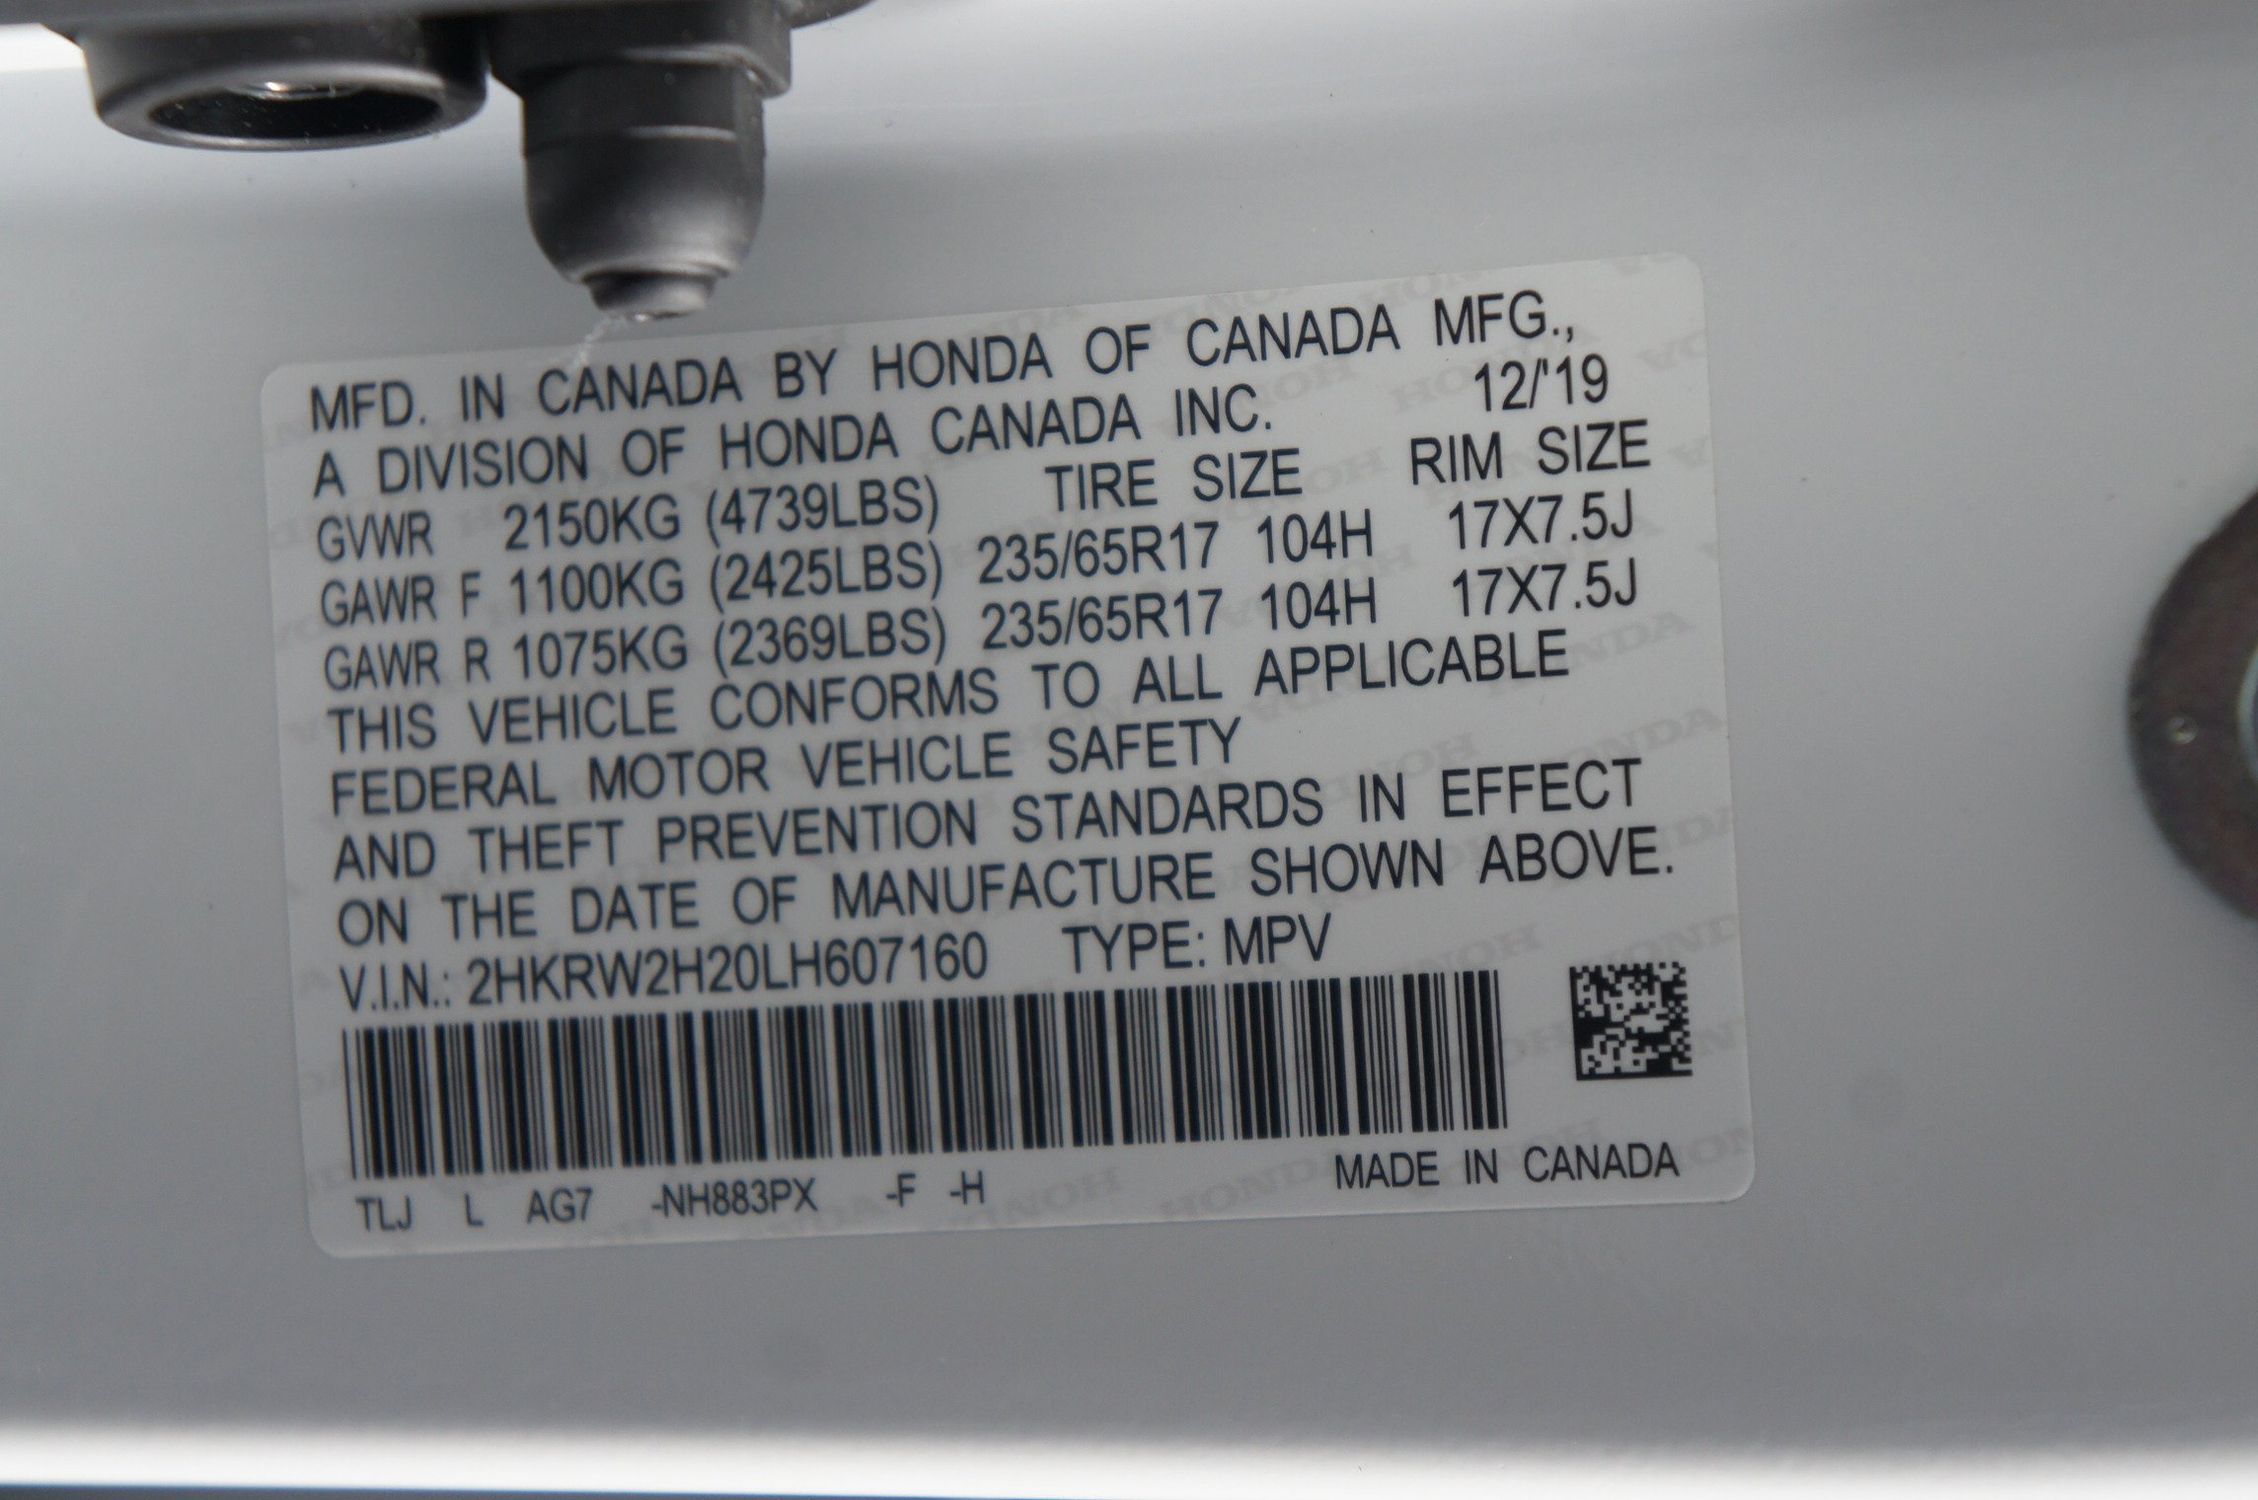 MFD. IN CANADA BY HONDA OF CANADA MFG.,
A DIVISION OF HONDA CANADA INC. 12/'19
GVWR 2150KG (4739LBS) TIRE SIZE RIM SIZE
GAWR F 1100KG (2425LBS) 235/65R17 104H 17X7.5J
GAWR R 1075KG (2369LBS) 235/65R17 104H 17X7.5J
THIS VEHICLE CONFORMS TO ALL APPLICABLE
FEDERAL MOTOR VEHICLE SAFETY
AND THEFT PREVENTION STANDARDS IN EFFECT
ON THE DATE OF MANUFACTURE SHOWN ABOVE.
V.I.N.: 2HKRW2H20LH607160 TYPE: MPV
TLJ L AG7 -NH883PX -F -H MADE IN CANADA